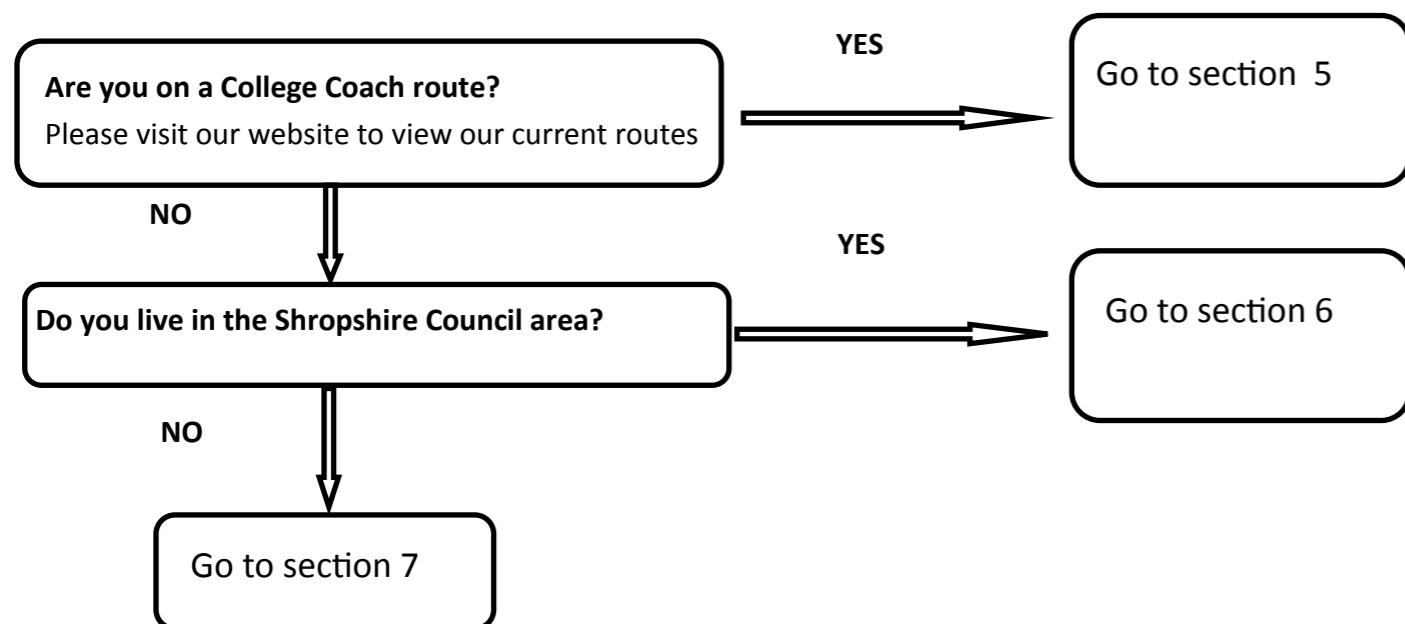 YES
Are you on a College Coach route?
Please visit our website to view our current routes
Go to section 5
NO
YES
Do you live in the Shropshire Council area?
Go to section 6
NO
Go to section 7